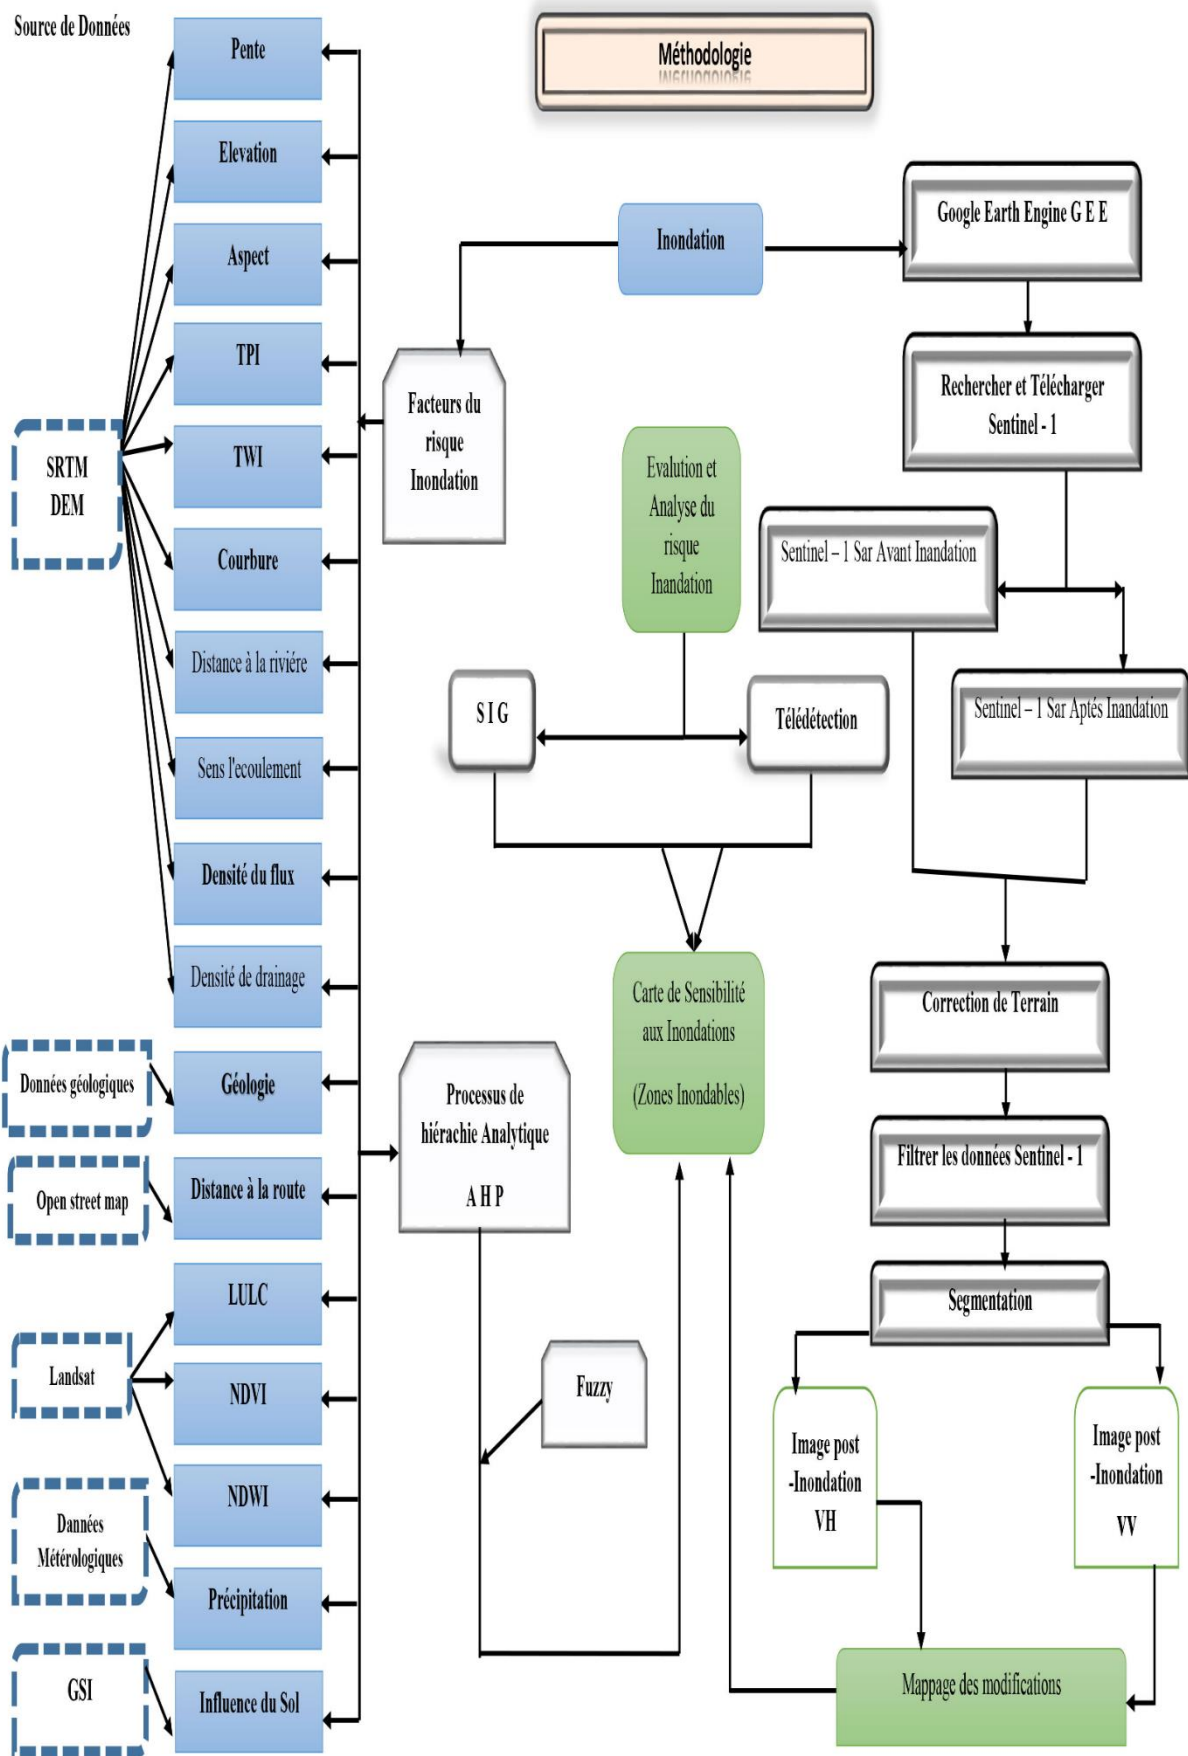 Source de Données
Méthodologie
Pente
Elevation
Aspect
TPI
TWI
Courbure
Distance à la riviére
Sens l'ecoulement
Densité du flux
Densité de drainage
Géologie
Distance à la route
LULC
NDVI
NDWI
Précipitation
Influence du Sol
SRTM
DEM
Données géologiques
Open street map
Landsat
Dannées
Métérologiques
GSI
Inondation
Facteurs du
risque
Inondation
Google Earth Engine G E E
Rechercher et Télécharger
Sentinel - 1
Evalution et
Analyse du
risque
Inandation
Sentinel – 1 Sar Avant Inandation
Sentinel – 1 Sar Aptés Inandation
S I G
Télédétection
Carte de Sensibilité
aux Inondations
(Zones Inondables)
Processus de
hiérachie Analytique
A H P
Fuzzy
Correction de Terrain
Filtrer les données Sentinel - 1
Segmentation
Image post
-Inondation
VH
Image post
-Inondation
VV
Mappage des modifications